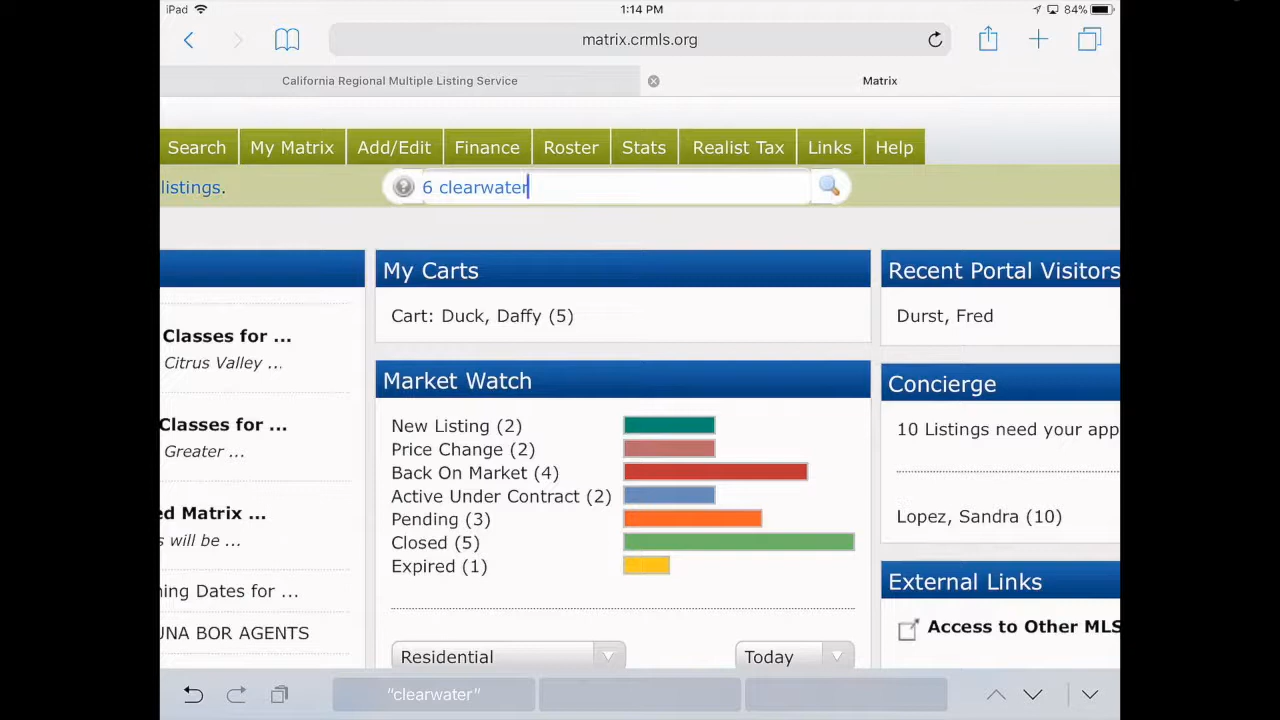 iPad 1:14 PM 84%
matrix.crmls.org
California Regional Multiple Listing Service Matrix
Search My Matrix Add/Edit Finance Roster Stats Realist Tax Links Help
listings. 6 clearwater
My Carts
Cart: Duck, Daffy (5)
Recent Portal Visitors
Durst, Fred
Classes for ...
Citrus Valley ...
Classes for ...
Greater ...
ed Matrix ...
s will be ...
ning Dates for ...
UNA BOR AGENTS
Market Watch
New Listing (2)
Price Change (2)
Back On Market (4)
Active Under Contract (2)
Pending (3)
Closed (5)
Expired (1)
Residential Today
Concierge
10 Listings need your app
Lopez, Sandra (10)
External Links
Access to Other MLS
"clearwater"